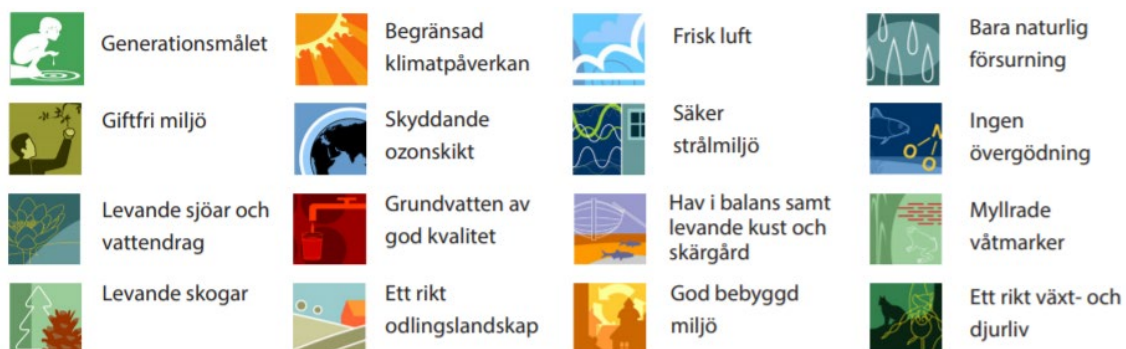 Generationsmålet
Begränsad
klimatpåverkan
Frisk luft
Bara naturlig
försurning
Giftfri miljö
Skyddande
ozonskikt
Säker
strålmiljö
Ingen
övergödning
Levande sjöar och
vattendrag
Grundvatten av
god kvalitet
Hav i balans samt
levande kust och
skärgård
Myllrade
våtmarker
Levande skogar
Ett rikt
odlingslandskap
God bebyggd
miljö
Ett rikt växt- och
djurliv